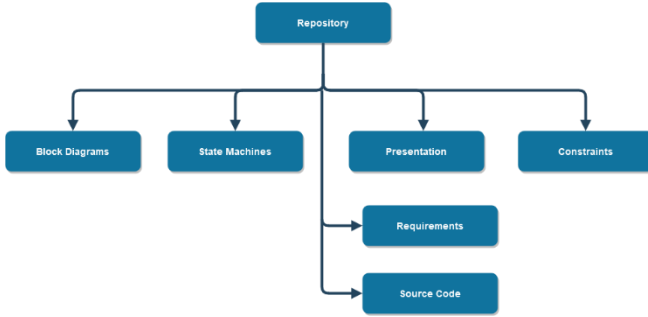 Repository
Block Diagrams
State Machines
Presentation
Constraints
Requirements
Source Code